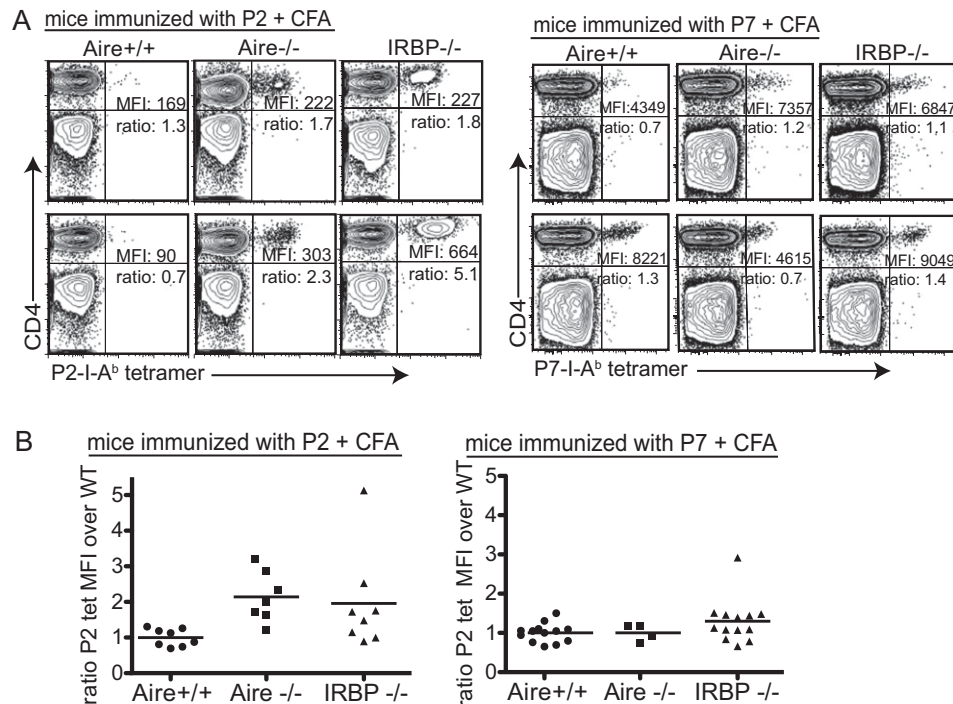 A
mice immunized with P2 + CFA
Aire+/+ Aire-/- IRBP-/-
MFI: 169 MFI: 222 MFI: 227
ratio: 1.3 ratio: 1.7 ratio: 1.8
MFI: 90 MFI: 303 MFI: 664
ratio: 0.7 ratio: 2.3 ratio: 5.1
CD4
P2-I-Aᵇ tetramer
mice immunized with P7 + CFA
Aire+/+ Aire-/- IRBP-/-
MFI:4349 MFI: 7357 MFI: 6847
ratio: 0.7 ratio: 1.2 ratio: 1,1
MFI: 8221 MFI: 4615 MFI: 9049
ratio: 1.3 ratio: 0.7 ratio: 1.4
CD4
P7-I-Aᵇ tetramer
B
mice immunized with P2 + CFA
ratio P2 tet MFI over WT
5
4
3
2
1
0
Aire+/+ Aire -/- IRBP -/-
mice immunized with P7 + CFA
ratio P2 tet MFI over WT
5
4
3
2
1
0
Aire+/+ Aire -/- IRBP -/-